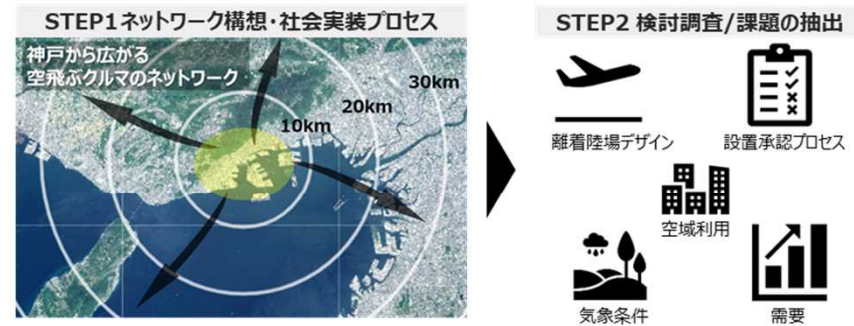 STEP1ネットワーク構想・社会実装プロセス
神戸から広がる
空飛ぶクルマのネットワーク
30km
20km
10km
STEP2 検討調査/課題の抽出
離着陸場デザイン
設置承認プロセス
空域利用
気象条件
需要